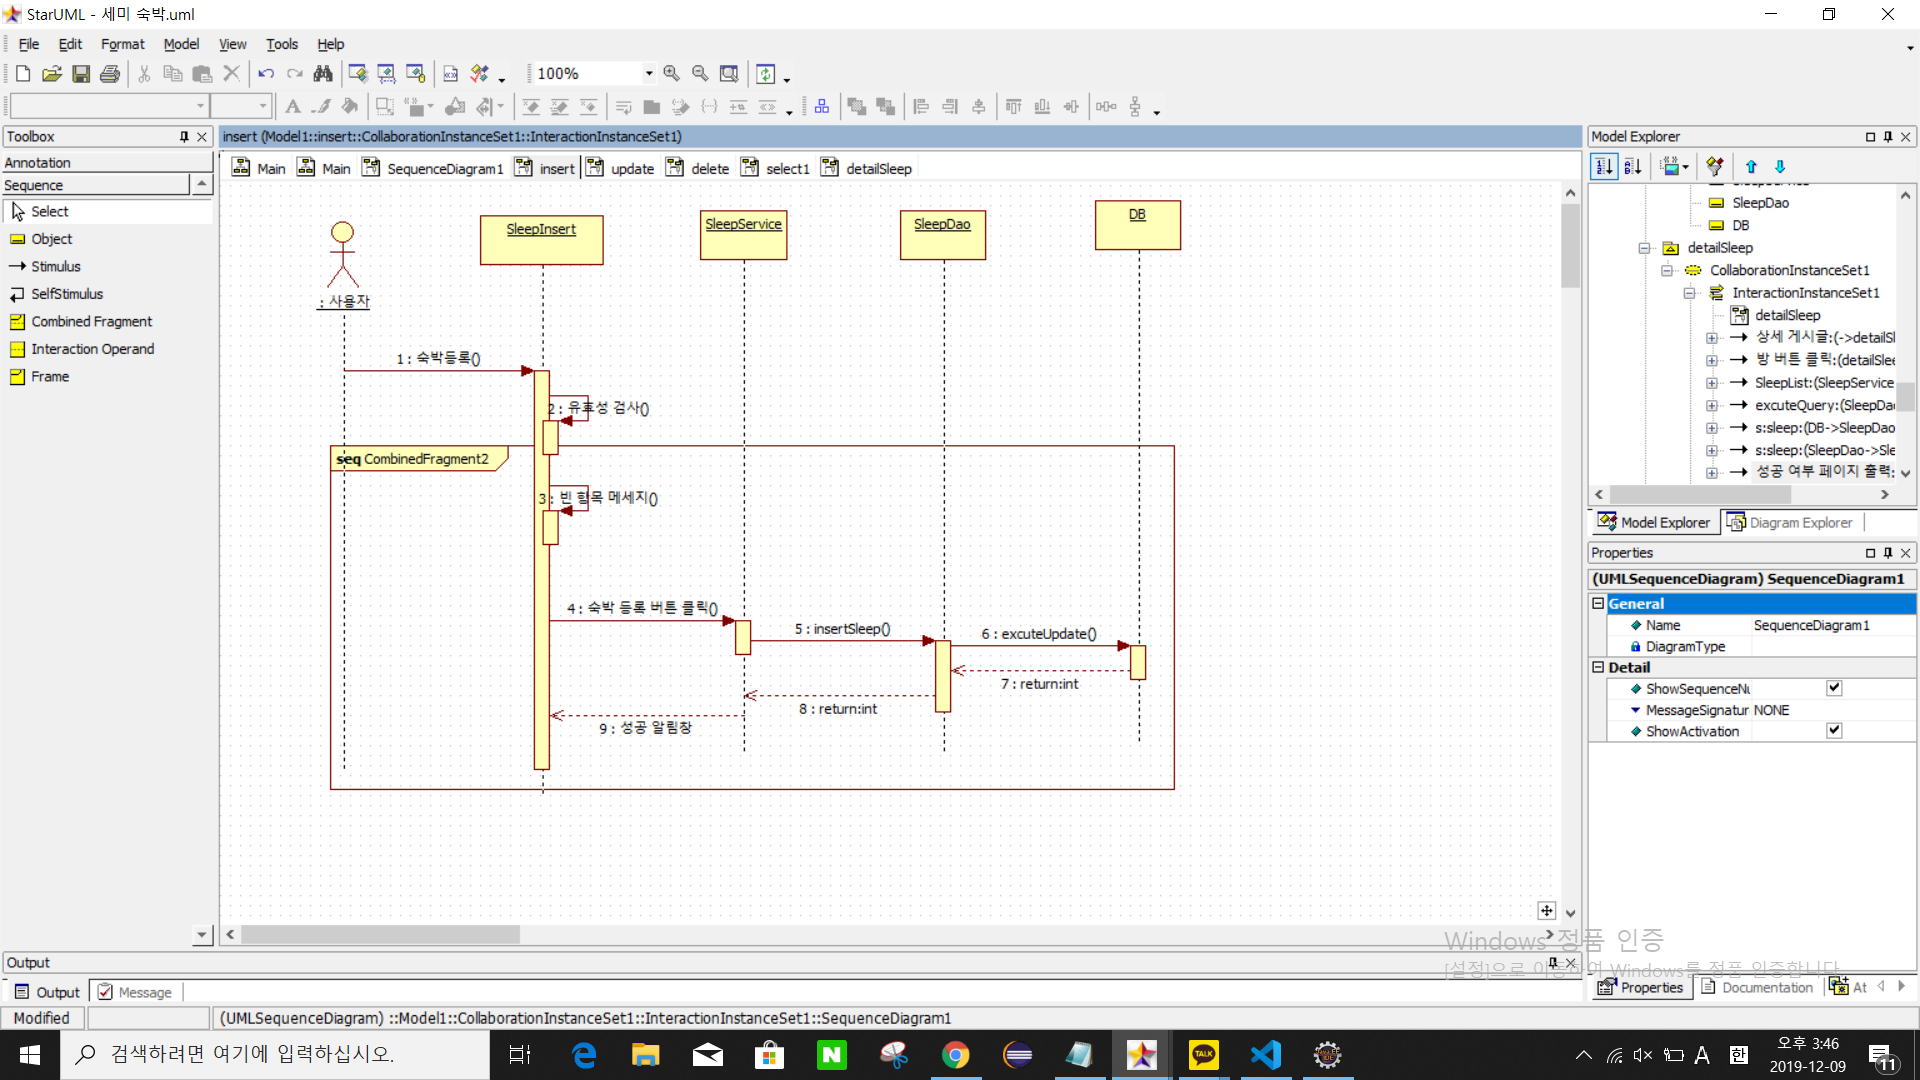 StarUML - 세미 숙박.uml
File Edit Format Model View Tools Help
100%
Toolbox
Annotation
Sequence
Select
Object
Stimulus
SelfStimulus
Combined Fragment
Interaction Operand
Frame
insert (Model1::insert::CollaborationInstanceSet1::InteractionInstanceSet1)
Main Main SequenceDiagram1 insert update delete select1 detailSleep
: 사용자
SleepInsert
SleepService
SleepDao
DB
1 : 숙박등록()
2 : 유효성 검사()
seq CombinedFragment2
3 : 빈 항목 메세지()
4 : 숙박 등록 버튼 클릭()
5 : insertSleep()
6 : excuteUpdate()
7 : return:int
8 : return:int
9 : 성공 알림창
Model Explorer
SleepDao
DB
detailSleep
CollaborationInstanceSet1
InteractionInstanceSet1
detailSleep
상세 게시글:(->detailSl
방 버튼 클릭:(detailSlee
SleepList:(SleepService
excuteQuery:(SleepDa
s:sleep:(DB->SleepDao
s:sleep:(SleepDao->Sle
성공 여부 페이지 출력:
Model Explorer Diagram Explorer
Properties
(UMLSequenceDiagram) SequenceDiagram1
General
Name SequenceDiagram1
DiagramType
Detail
ShowSequenceNu
MessageSignatur NONE
ShowActivation
Windows 정품 인증
[설정]으로 이동하여 Windows를 정품 인증합니다.
Properties Documentation At
Output
Output Message
Modified
(UMLSequenceDiagram) ::Model1::CollaborationInstanceSet1::InteractionInstanceSet1::SequenceDiagram1
검색하려면 여기에 입력하십시오.
N
TALK
A 한
오후 3:46
2019-12-09
11